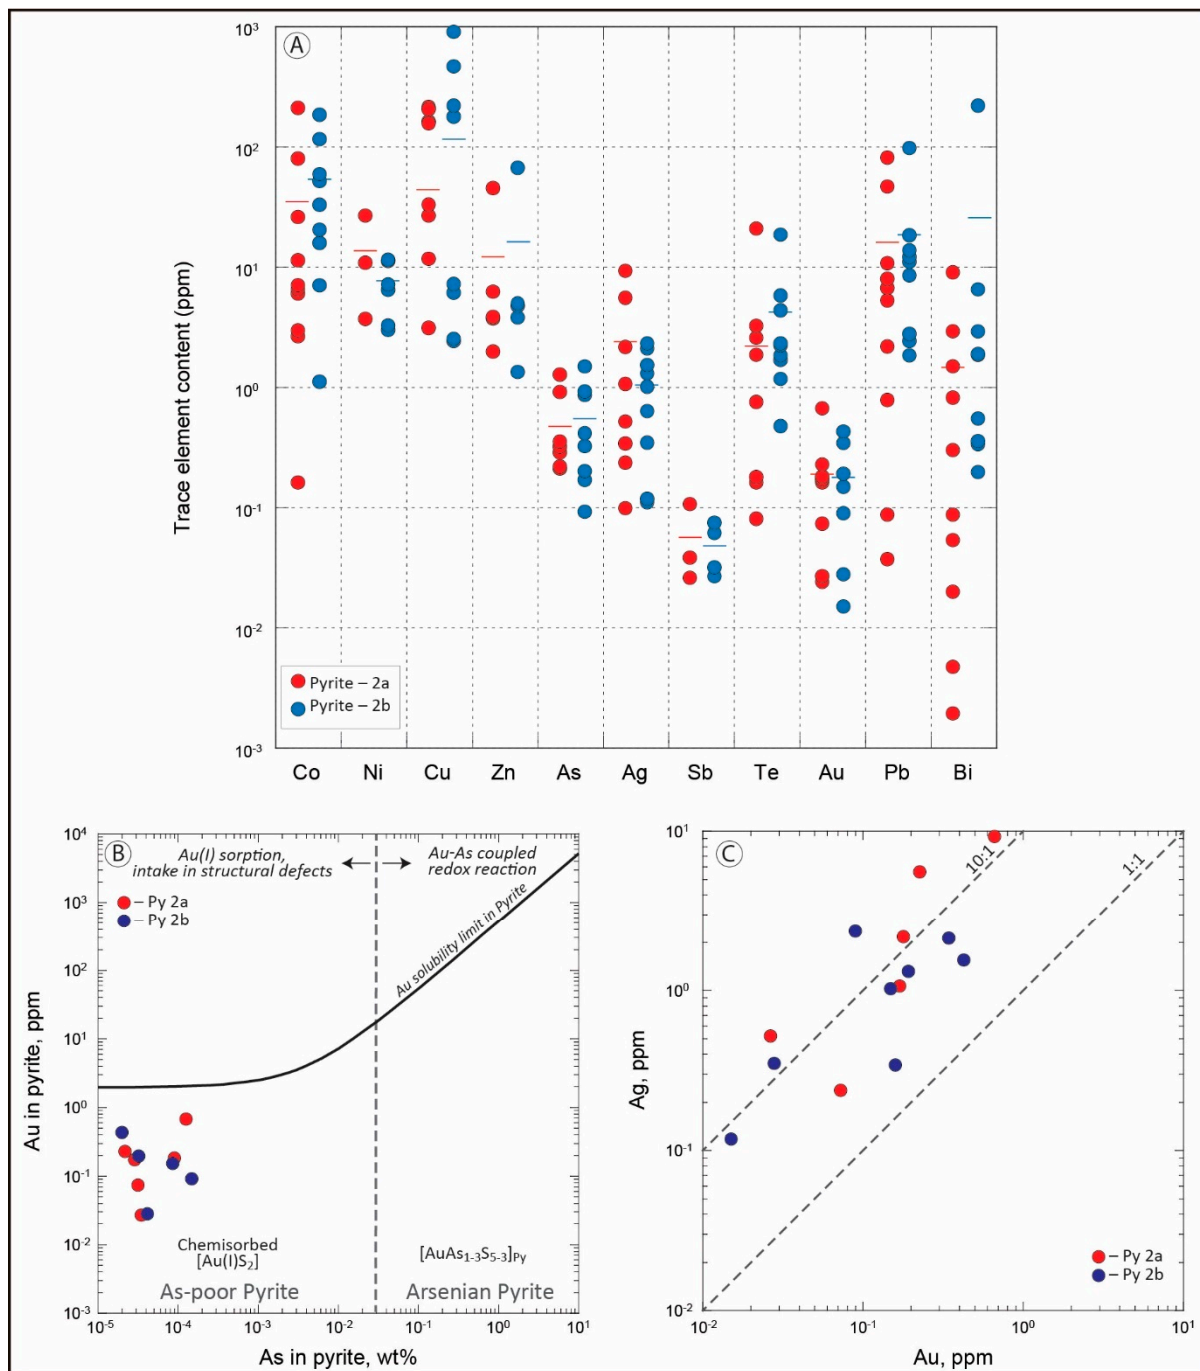 A
10³
10²
10¹
10⁰
10⁻¹
10⁻²
10⁻³
Trace element content (ppm)
Pyrite – 2a
Pyrite – 2b
Co Ni Cu Zn As Ag Sb Te Au Pb Bi
B
Au(I) sorption,
intake in structural defects
Au-As coupled
redox reaction
– Py 2a
– Py 2b
Au solubility limit in Pyrite
10⁴
10³
10²
10¹
10⁰
10⁻¹
10⁻²
10⁻³
Au in pyrite, ppm
Chemisorbed
[Au(I)S₂]
[AuAs₁₋₃S₅₋₃]Py
As-poor Pyrite
Arsenian Pyrite
10⁻⁵ 10⁻⁴ 10⁻³ 10⁻² 10⁻¹ 10⁰ 10¹
As in pyrite, wt%
C
10:1
1:1
10¹
10⁰
10⁻¹
10⁻²
Ag, ppm
– Py 2a
– Py 2b
10⁻² 10⁻¹ 10⁰ 10¹
Au, ppm